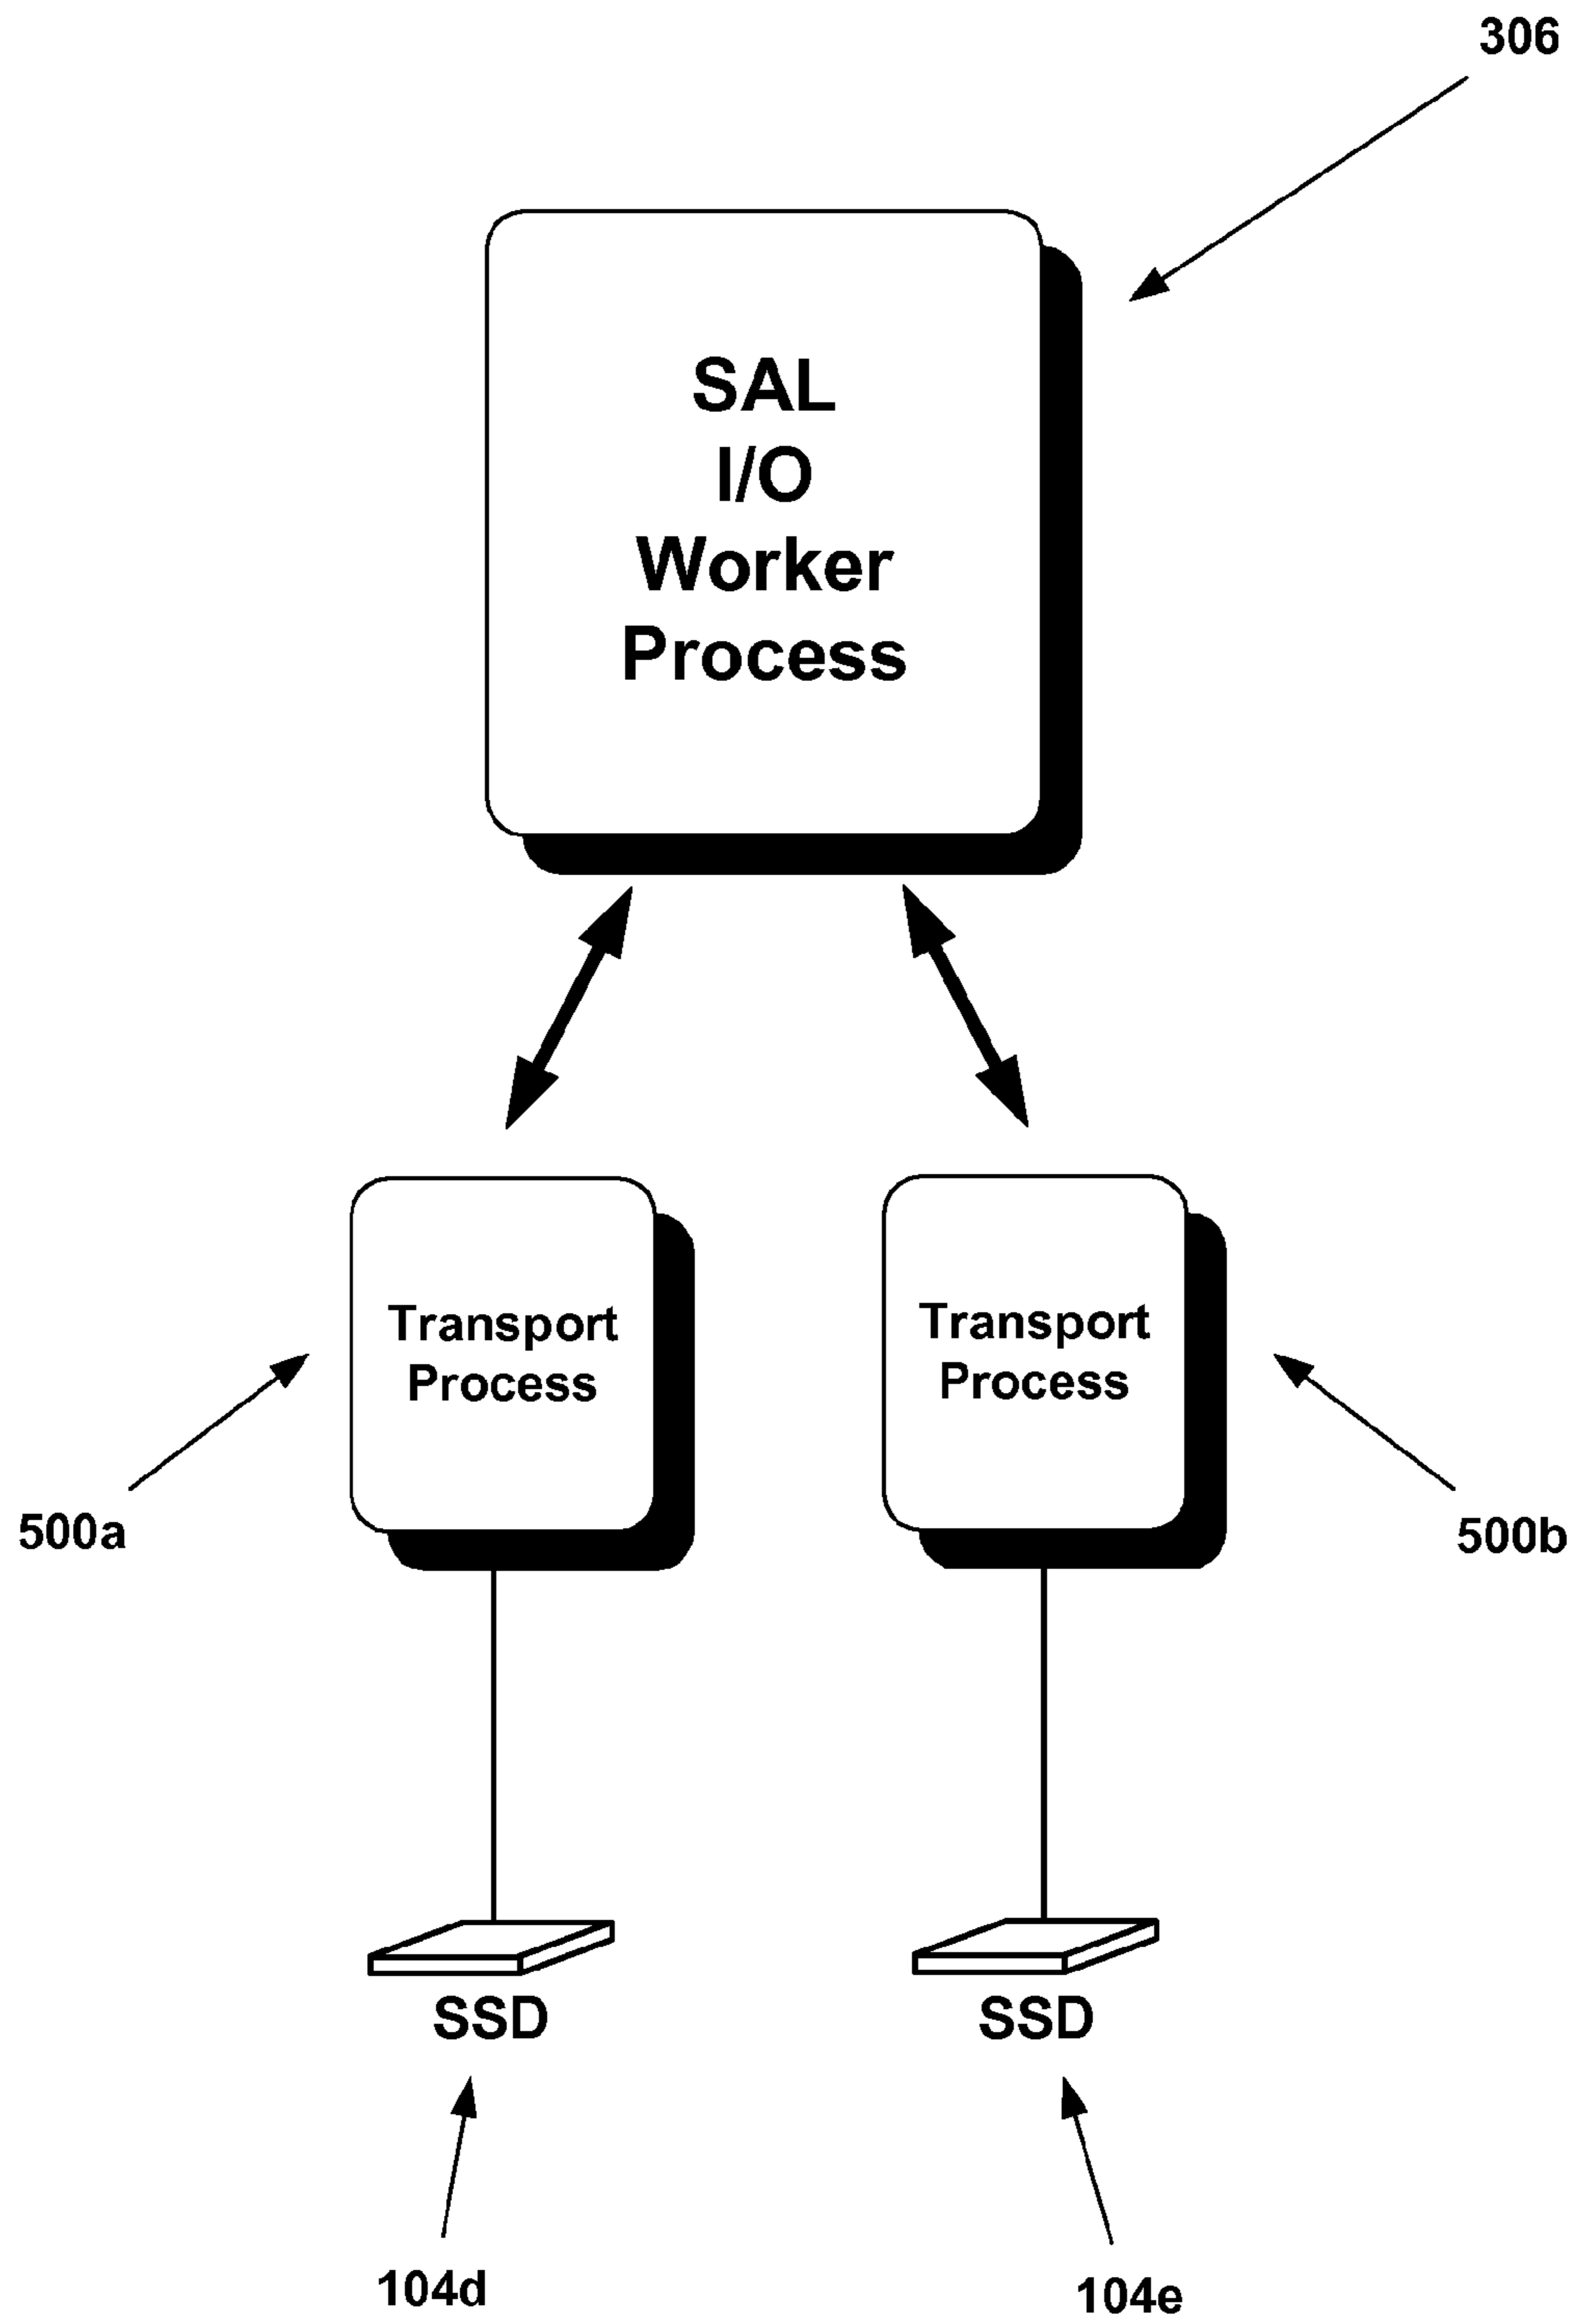 306
SAL
I/O
Worker
Process
Transport
Process
Transport
Process
500a
500b
SSD
SSD
104d
104e